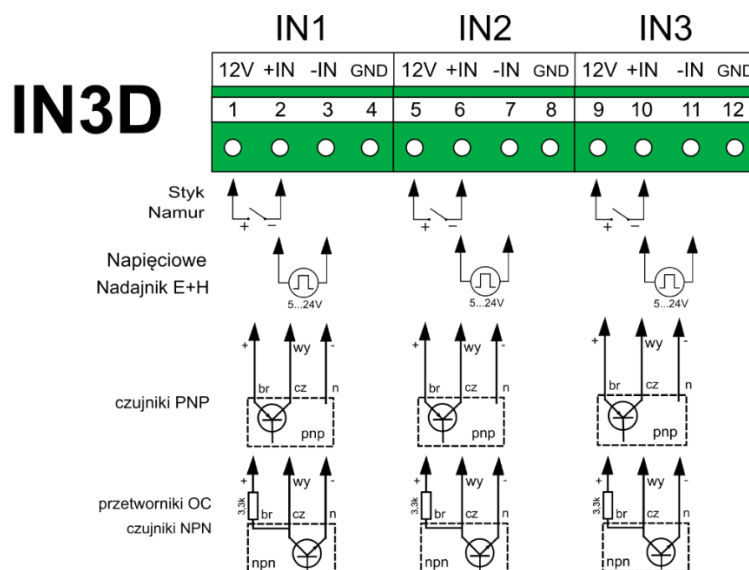 IN1 IN2 IN3
12V +IN -IN GND 12V +IN -IN GND 12V +IN -IN GND
IN3D
1 2 3 4 5 6 7 8 9 10 11 12
Styk
Namur
+ − + − + −
Napięciowe
Nadajnik E+H
5...24V 5...24V 5...24V
+ wy - + wy - + wy -
br cz n br cz n br cz n
czujniki PNP
pnp pnp pnp
+ wy - + wy - + wy -
przetworniki OC
3,3k 3,3k 3,3k
br cz n br cz n br cz n
czujniki NPN
npn npn npn